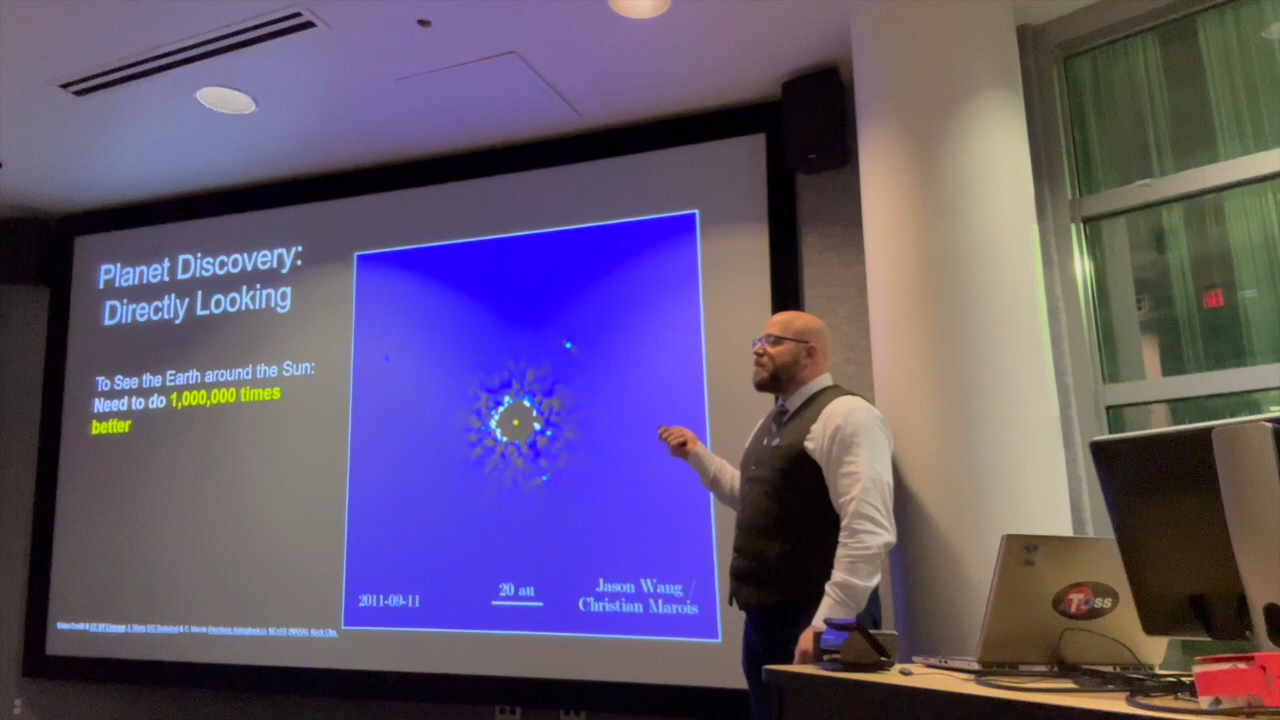 Planet Discovery:
Directly Looking
To See the Earth around the Sun:
Need to do 1,000,000 times
better
2011-09-11
20 au
Jason Wang /
Christian Marois
Toss